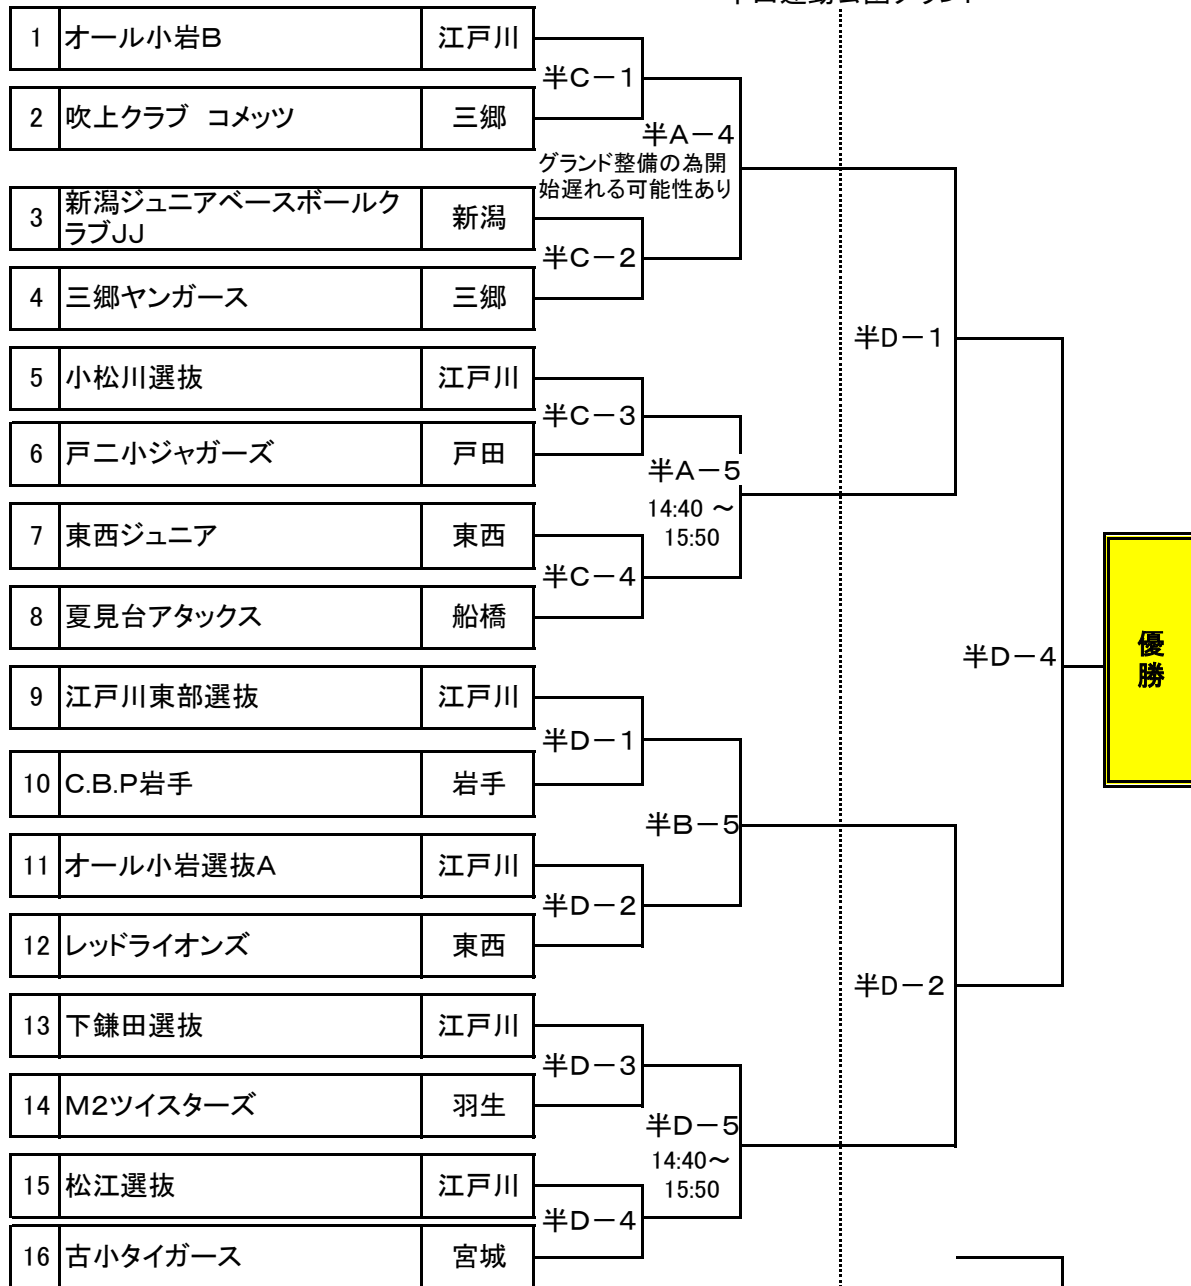 1 オール小岩B 江戸川
半C－1
2 吹上クラブ　コメッツ 三郷
半A－4
グランド整備の為開
始遅れる可能性あり
3 新潟ジュニアベースボールク
ラブJJ 新潟
半C－2
4 三郷ヤンガース 三郷
半D－1
5 小松川選抜 江戸川
半C－3
6 戸二小ジャガーズ 戸田
半A－5
14:40 ～
15:50
7 東西ジュニア 東西
半C－4
8 夏見台アタックス 船橋
半D－4
優勝
9 江戸川東部選抜 江戸川
半D－1
10 C.B.P岩手 岩手
半B－5
11 オール小岩選抜A 江戸川
半D－2
12 レッドライオンズ 東西
半D－2
13 下鎌田選抜 江戸川
半D－3
14 M2ツイスターズ 羽生
半D－5
14:40～
15:50
15 松江選抜 江戸川
半D－4
16 古小タイガース 宮城